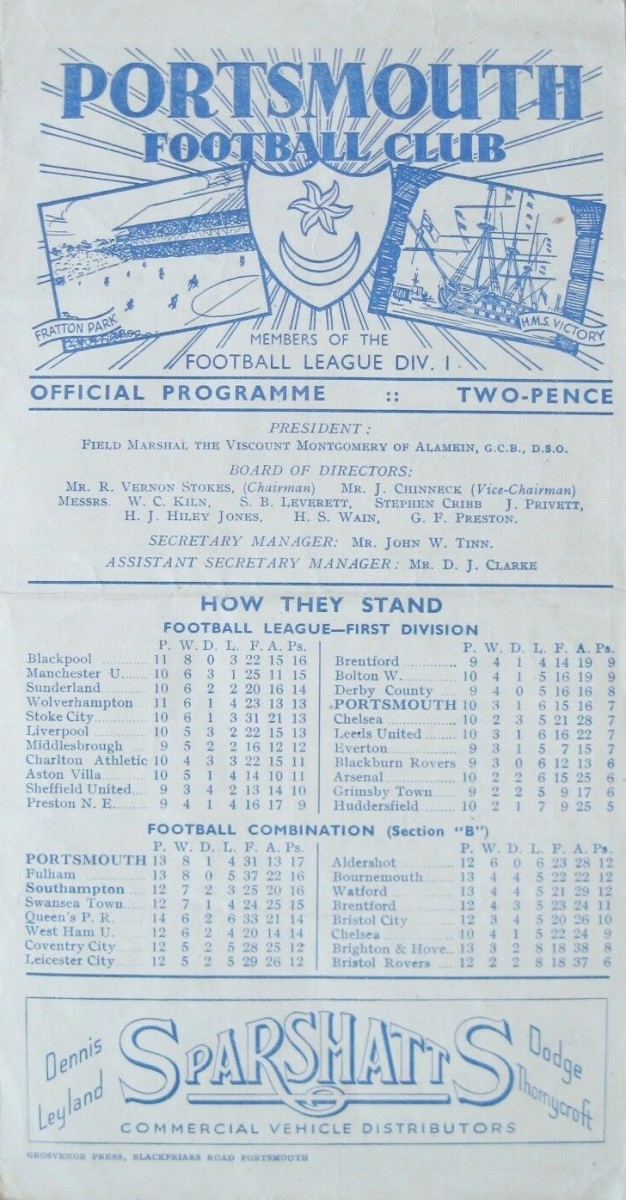 PORTSMOUTH
FOOTBALL CLUB
FRATTON PARK
H.M.S. VICTORY
MEMBERS OF THE
FOOTBALL LEAGUE DIV. 1
OFFICIAL PROGRAMME :: TWO-PENCE
PRESIDENT:
FIELD MARSHAL THE VISCOUNT MONTGOMERY OF ALAMEIN, G.C.B., D.S.O.
BOARD OF DIRECTORS:
MR. R. VERNON STOKES, (Chairman) MR. J. CHINNECK (Vice-Chairman)
MESSRS. W. C. KILN, S. B. LEVERETT, STEPHEN CRIBB J. PRIVETT,
H. J. HILEY JONES, H. S. WAIN, G. F. PRESTON.
SECRETARY MANAGER: MR. JOHN W. TINN.
ASSISTANT SECRETARY MANAGER: MR. D. J. CLARKE
HOW THEY STAND
FOOTBALL LEAGUE—FIRST DIVISION
P. W. D. L. F. A. Ps.
Blackpool 11 8 0 3 22 15 16
Manchester U. 10 6 3 1 25 11 15
Sunderland 10 6 2 2 20 16 14
Wolverhampton 11 6 1 4 23 13 13
Stoke City 10 6 1 3 31 21 13
Liverpool 10 5 3 2 22 15 13
Middlesbrough 9 5 2 2 16 12 12
Charlton Athletic 10 4 3 3 22 15 11
Aston Villa 10 5 1 4 14 10 11
Sheffield United 9 3 4 2 13 14 10
Preston N. E. 9 4 1 4 16 17 9
P. W. D. L. F. A. Ps.
Brentford 9 4 1 4 14 19 9
Bolton W. 10 4 1 5 16 19 9
Derby County 9 4 0 5 16 16 8
PORTSMOUTH 10 3 1 6 15 16 7
Chelsea 10 2 3 5 21 28 7
Leeds United 10 3 1 6 16 22 7
Everton 9 3 1 5 7 15 7
Blackburn Rovers 9 3 0 6 12 13 6
Arsenal 10 2 2 6 15 25 6
Grimsby Town 9 2 2 5 9 17 6
Huddersfield 10 2 1 7 9 25 5
FOOTBALL COMBINATION (Section "B")
P. W. D. L. F. A. Ps.
PORTSMOUTH 13 8 1 4 31 13 17
Fulham 13 8 0 5 37 22 16
Southampton 12 7 2 3 25 20 16
Swansea Town 12 7 1 4 24 25 15
Queen's P. R. 14 6 2 6 33 21 14
West Ham U. 12 6 2 4 20 14 14
Coventry City 12 5 2 5 28 25 12
Leicester City 12 5 2 5 29 26 12
P. W. D. L. F. A. Ps.
Aldershot 12 6 0 6 23 28 12
Bournemouth 13 4 4 5 22 22 12
Watford 13 4 4 5 21 29 12
Brentford 12 4 3 5 23 24 11
Bristol City 12 3 4 5 20 26 10
Chelsea 10 4 1 5 22 24 9
Brighton & Hove 13 3 2 8 18 38 8
Bristol Rovers 12 2 2 8 18 37 6
Dennis
Leyland
SPARSHATTS
Dodge
Thornycroft
COMMERCIAL VEHICLE DISTRIBUTORS
GROSVENOR PRESS, BLACKFRIARS ROAD PORTSMOUTH